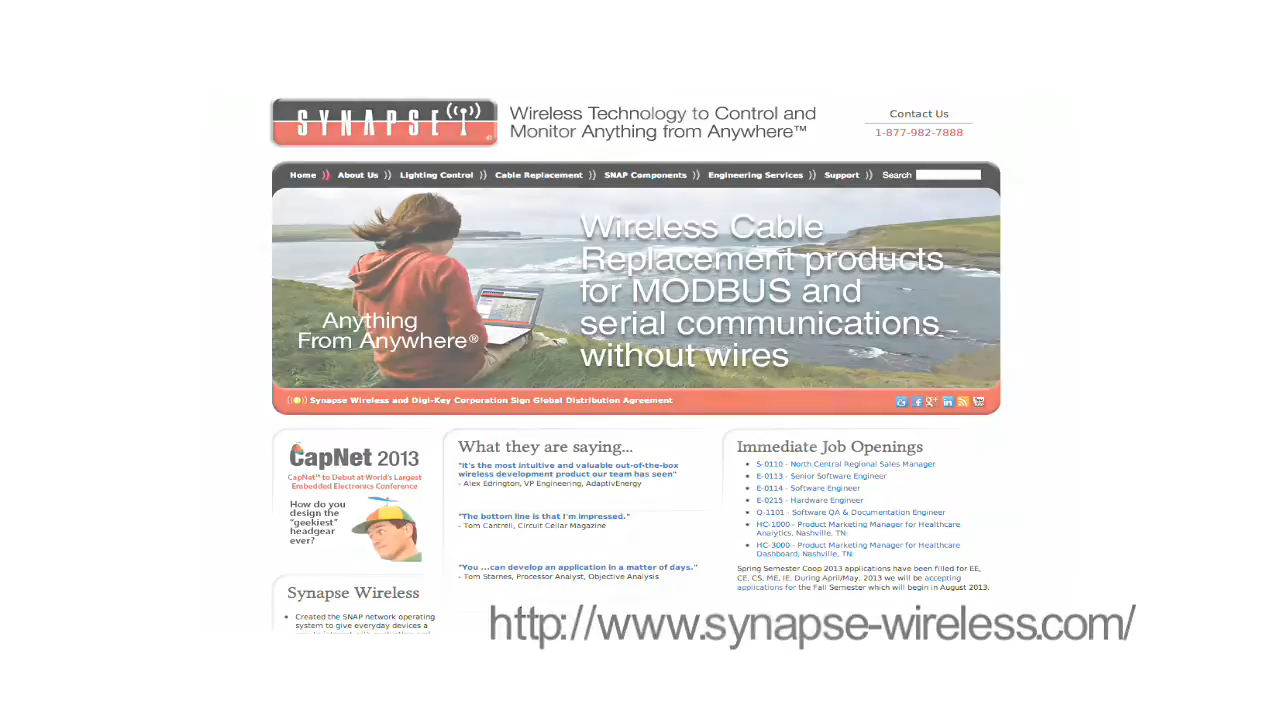 SYNAPSE
Wireless Technology to Control and
Monitor Anything from Anywhere™
Contact Us
1-877-982-7888
Home
About Us
Lighting Control
Cable Replacement
SNAP Components
Engineering Services
Support
Search
Wireless Cable
Replacement products
for MODBUS and
serial communications
without wires
Anything
From Anywhere®
Synapse Wireless and Digi-Key Corporation Sign Global Distribution Agreement
CapNet 2013
CapNet™ to Debut at World's Largest
Embedded Electronics Conference
How do you
design the
"geekiest"
headgear
ever?
Synapse Wireless
• Created the SNAP network operating
system to give everyday devices a
What they are saying...
"It's the most intuitive and valuable out-of-the-box
wireless development product our team has seen"
- Alex Edrington, VP Engineering, AdaptivEnergy
"The bottom line is that I'm impressed."
- Tom Cantrell, Circuit Cellar Magazine
"You ...can develop an application in a matter of days."
- Tom Starnes, Processor Analyst, Objective Analysis
Immediate Job Openings
• S-0110 - North Central Regional Sales Manager
• E-0113 - Senior Software Engineer
• E-0114 - Software Engineer
• E-0215 - Hardware Engineer
• Q-1101 - Software QA & Documentation Engineer
• HC-1000 - Product Marketing Manager for Healthcare
Analytics, Nashville, TN
• HC-3000 - Product Marketing Manager for Healthcare
Dashboard, Nashville, TN
Spring Semester Coop 2013 applications have been filled for EE,
CE, CS, ME, IE. During April/May, 2013 we will be accepting
applications for the Fall Semester which will begin in August 2013.
http://www.synapse-wireless.com/